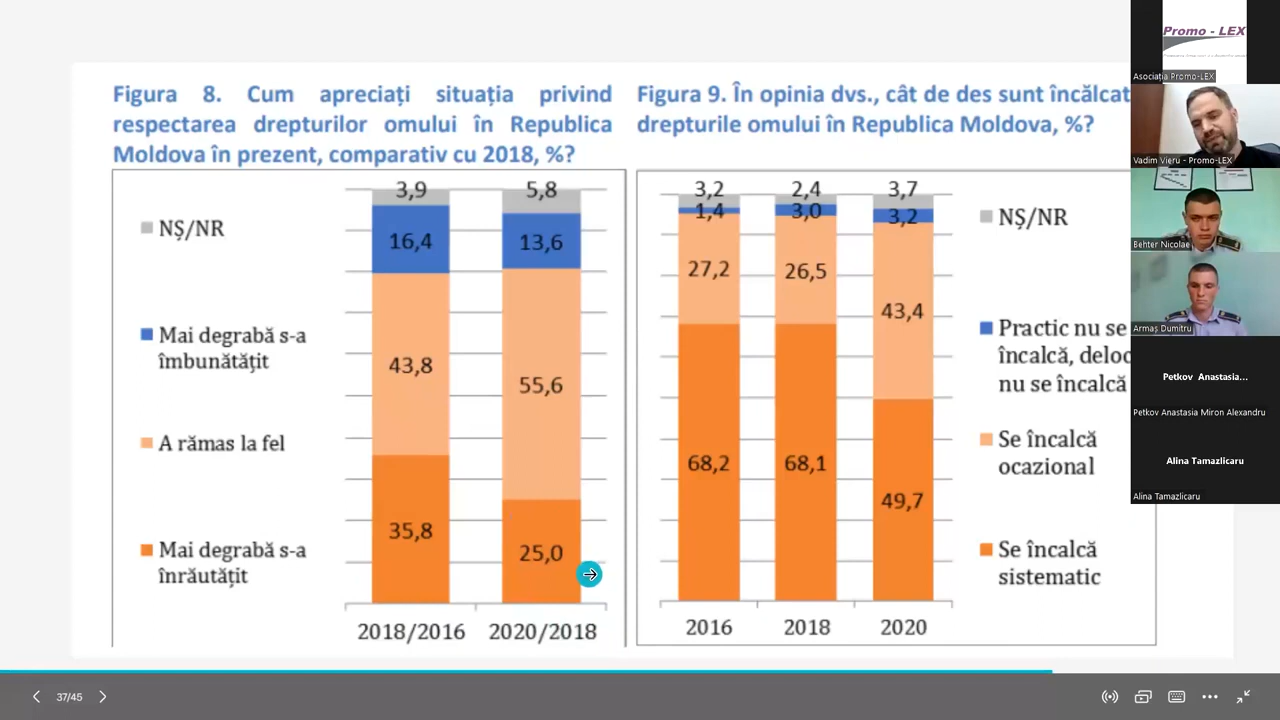 Figura 8. Cum apreciați situația privind
respectarea drepturilor omului în Republica
Moldova în prezent, comparativ cu 2018, %?
NȘ/NR
Mai degrabă s-a
îmbunătățit
A rămas la fel
Mai degrabă s-a
înrăutățit
3,9
5,8
16,4
13,6
43,8
55,6
35,8
25,0
2018/2016
2020/2018
Figura 9. În opinia dvs., cât de des sunt încălcat
drepturile omului în Republica Moldova, %?
3,2
2,4
3,7
1,4
3,0
3,2
27,2
26,5
43,4
68,2
68,1
49,7
2016
2018
2020
NȘ/NR
Practic nu se
încalcă, deloc
nu se încalcă
Se încalcă
ocazional
Se încalcă
sistematic
Promo - LEX
Asociația Promo-LEX
Vadim Vieru - Promo-LEX
Behter Nicolae
Armaș Dumitru
Petkov Anastasia...
Petkov Anastasia Miron Alexandru
Alina Tamazlicaru
Alina Tamazlicaru
37/45